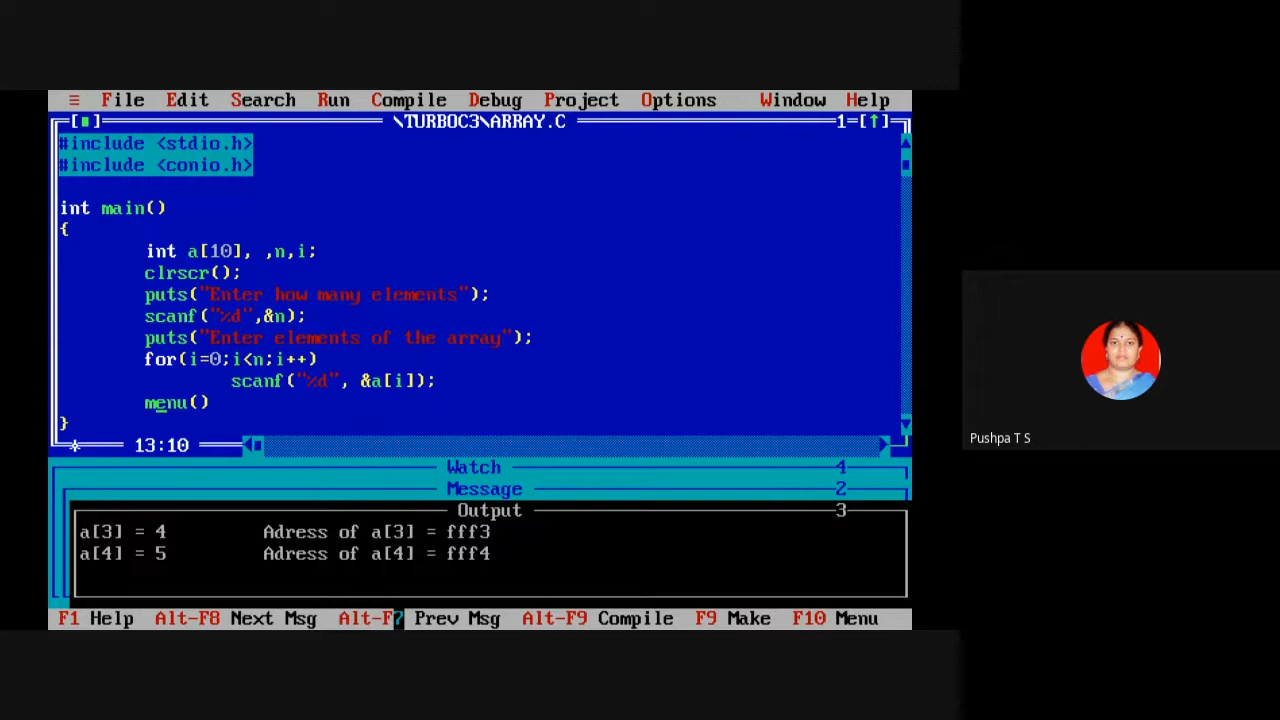 ≡ File Edit Search Run Compile Debug Project Options Window Help
[■] \TURBOC3\ARRAY.C 1=[↑]
#include <stdio.h>
#include <conio.h>
int main()
{
int a[10], ,n,i;
clrscr();
puts("Enter how many elements");
scanf("%d",&n);
puts("Enter elements of the array");
for(i=0;i<n;i++)
scanf("%d", &a[i]);
menu()
}
13:10
Watch 4
Message 2
Output 3
a[3] = 4 Adress of a[3] = fff3
a[4] = 5 Adress of a[4] = fff4
F1 Help Alt-F8 Next Msg Alt-F7 Prev Msg Alt-F9 Compile F9 Make F10 Menu
Pushpa T S